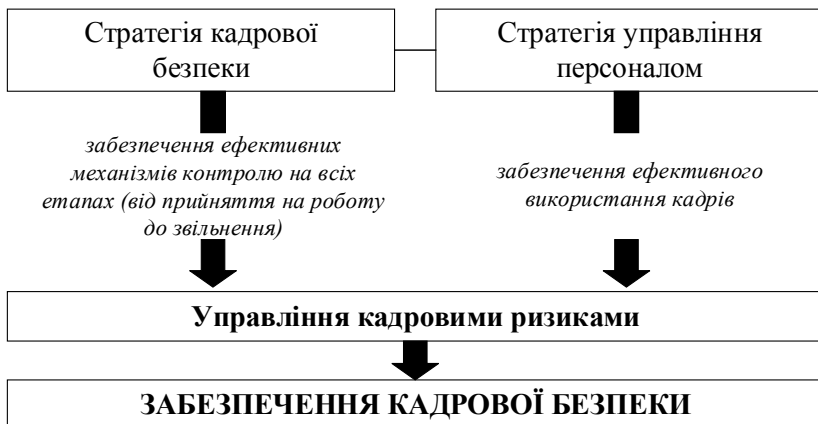 Стратегія кадрової
безпеки
Стратегія управління
персоналом
забезпечення ефективних
механізмів контролю на всіх
етапах (від прийняття на роботу
до звільнення)
забезпечення ефективного
використання кадрів
Управління кадровими ризиками
ЗАБЕЗПЕЧЕННЯ КАДРОВОЇ БЕЗПЕКИ